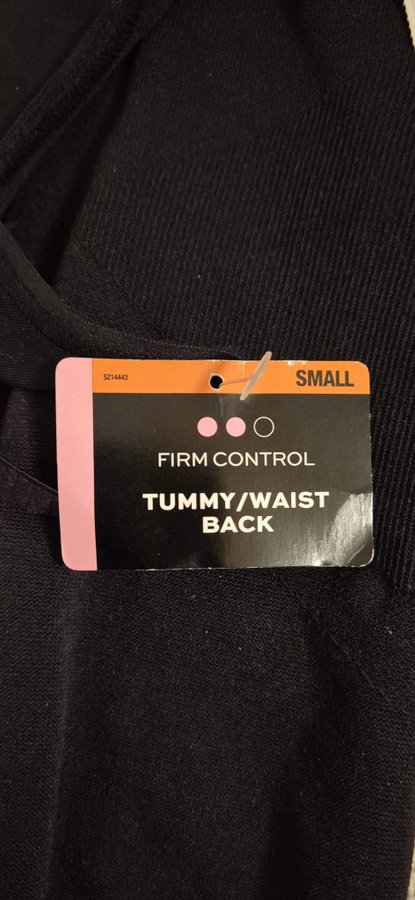 SZ14443
SMALL
FIRM CONTROL
TUMMY/WAIST
BACK